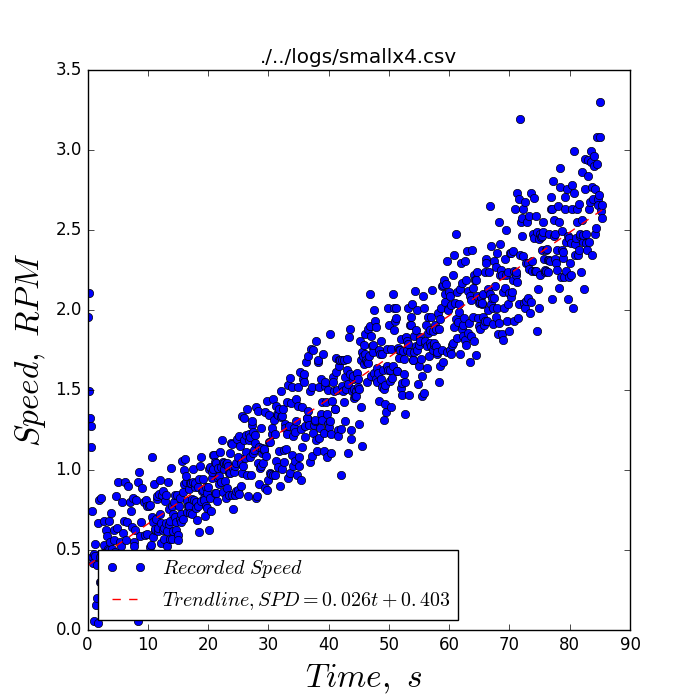 ./../logs/smallx4.csv
3.5
3.0
2.5
2.0
1.5
1.0
0.5
0.0
Speed, RPM
Recorded Speed
Trendline, SPD = 0.026t + 0.403
0 10 20 30 40 50 60 70 80 90
Time, s